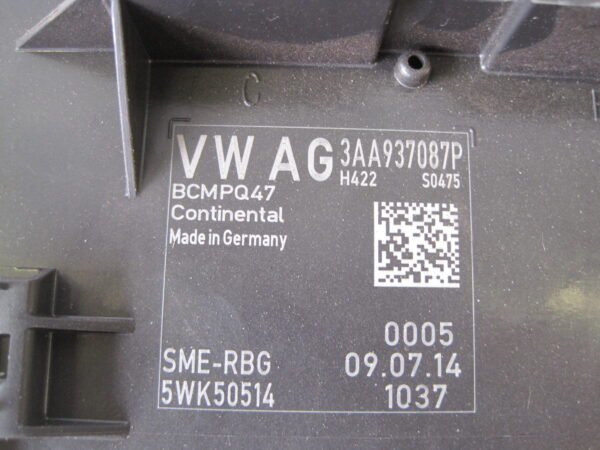 C
VW AG 3AA937087P
H422 S0475
BCMPQ47
Continental
Made in Germany
0005
SME-RBG 09.07.14
5WK50514 1037